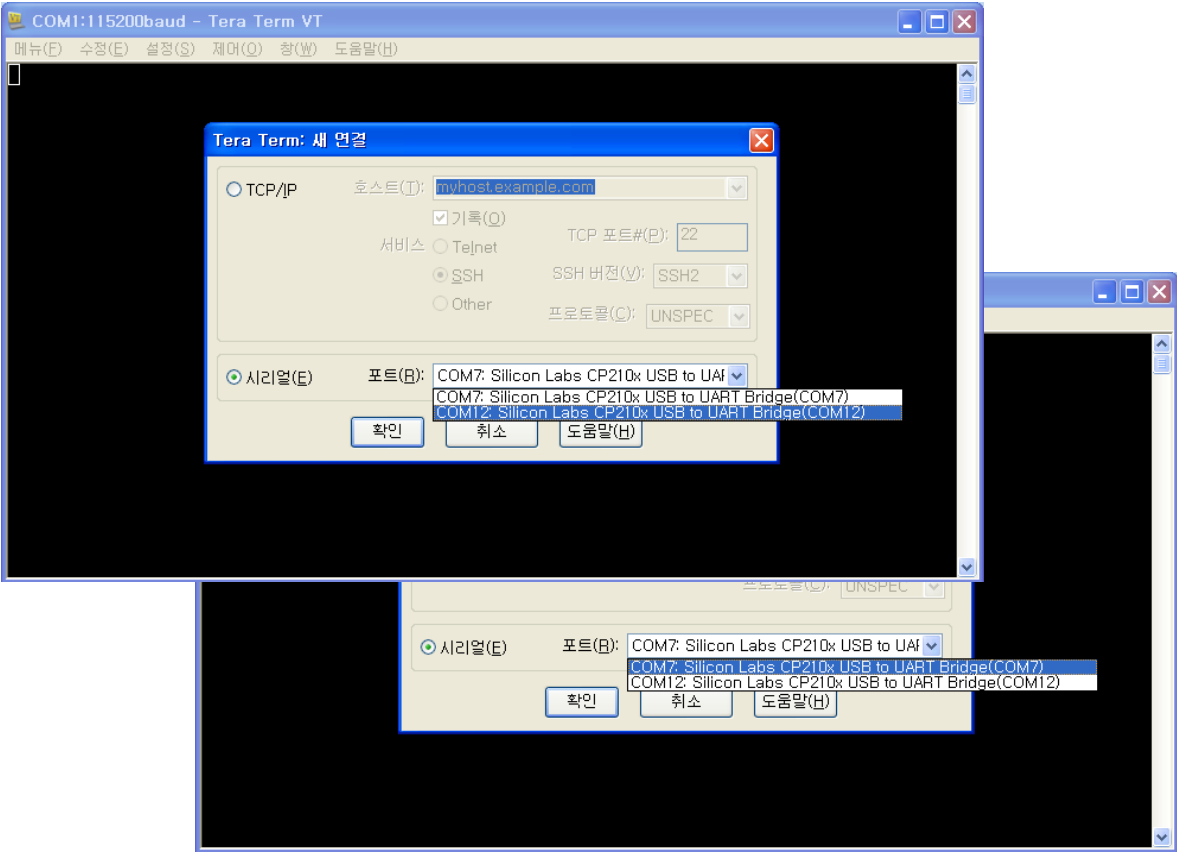 COM1:115200baud - Tera Term VT
메뉴(F) 수정(E) 설정(S) 제어(O) 창(W) 도움말(H)
Tera Term: 새 연결
TCP/IP 호스트(T): myhost.example.com
기록(O)
서비스 Telnet TCP 포트#(P): 22
SSH SSH 버전(V): SSH2
Other 프로토콜(C): UNSPEC
시리얼(E) 포트(R): COM7: Silicon Labs CP210x USB to UAF
COM7: Silicon Labs CP210x USB to UART Bridge(COM7)
COM12: Silicon Labs CP210x USB to UART Bridge(COM12)
확인 취소 도움말(H)
프로토콜(C): UNSPEC
시리얼(E) 포트(R): COM7: Silicon Labs CP210x USB to UAF
COM7: Silicon Labs CP210x USB to UART Bridge(COM7)
COM12: Silicon Labs CP210x USB to UART Bridge(COM12)
확인 취소 도움말(H)